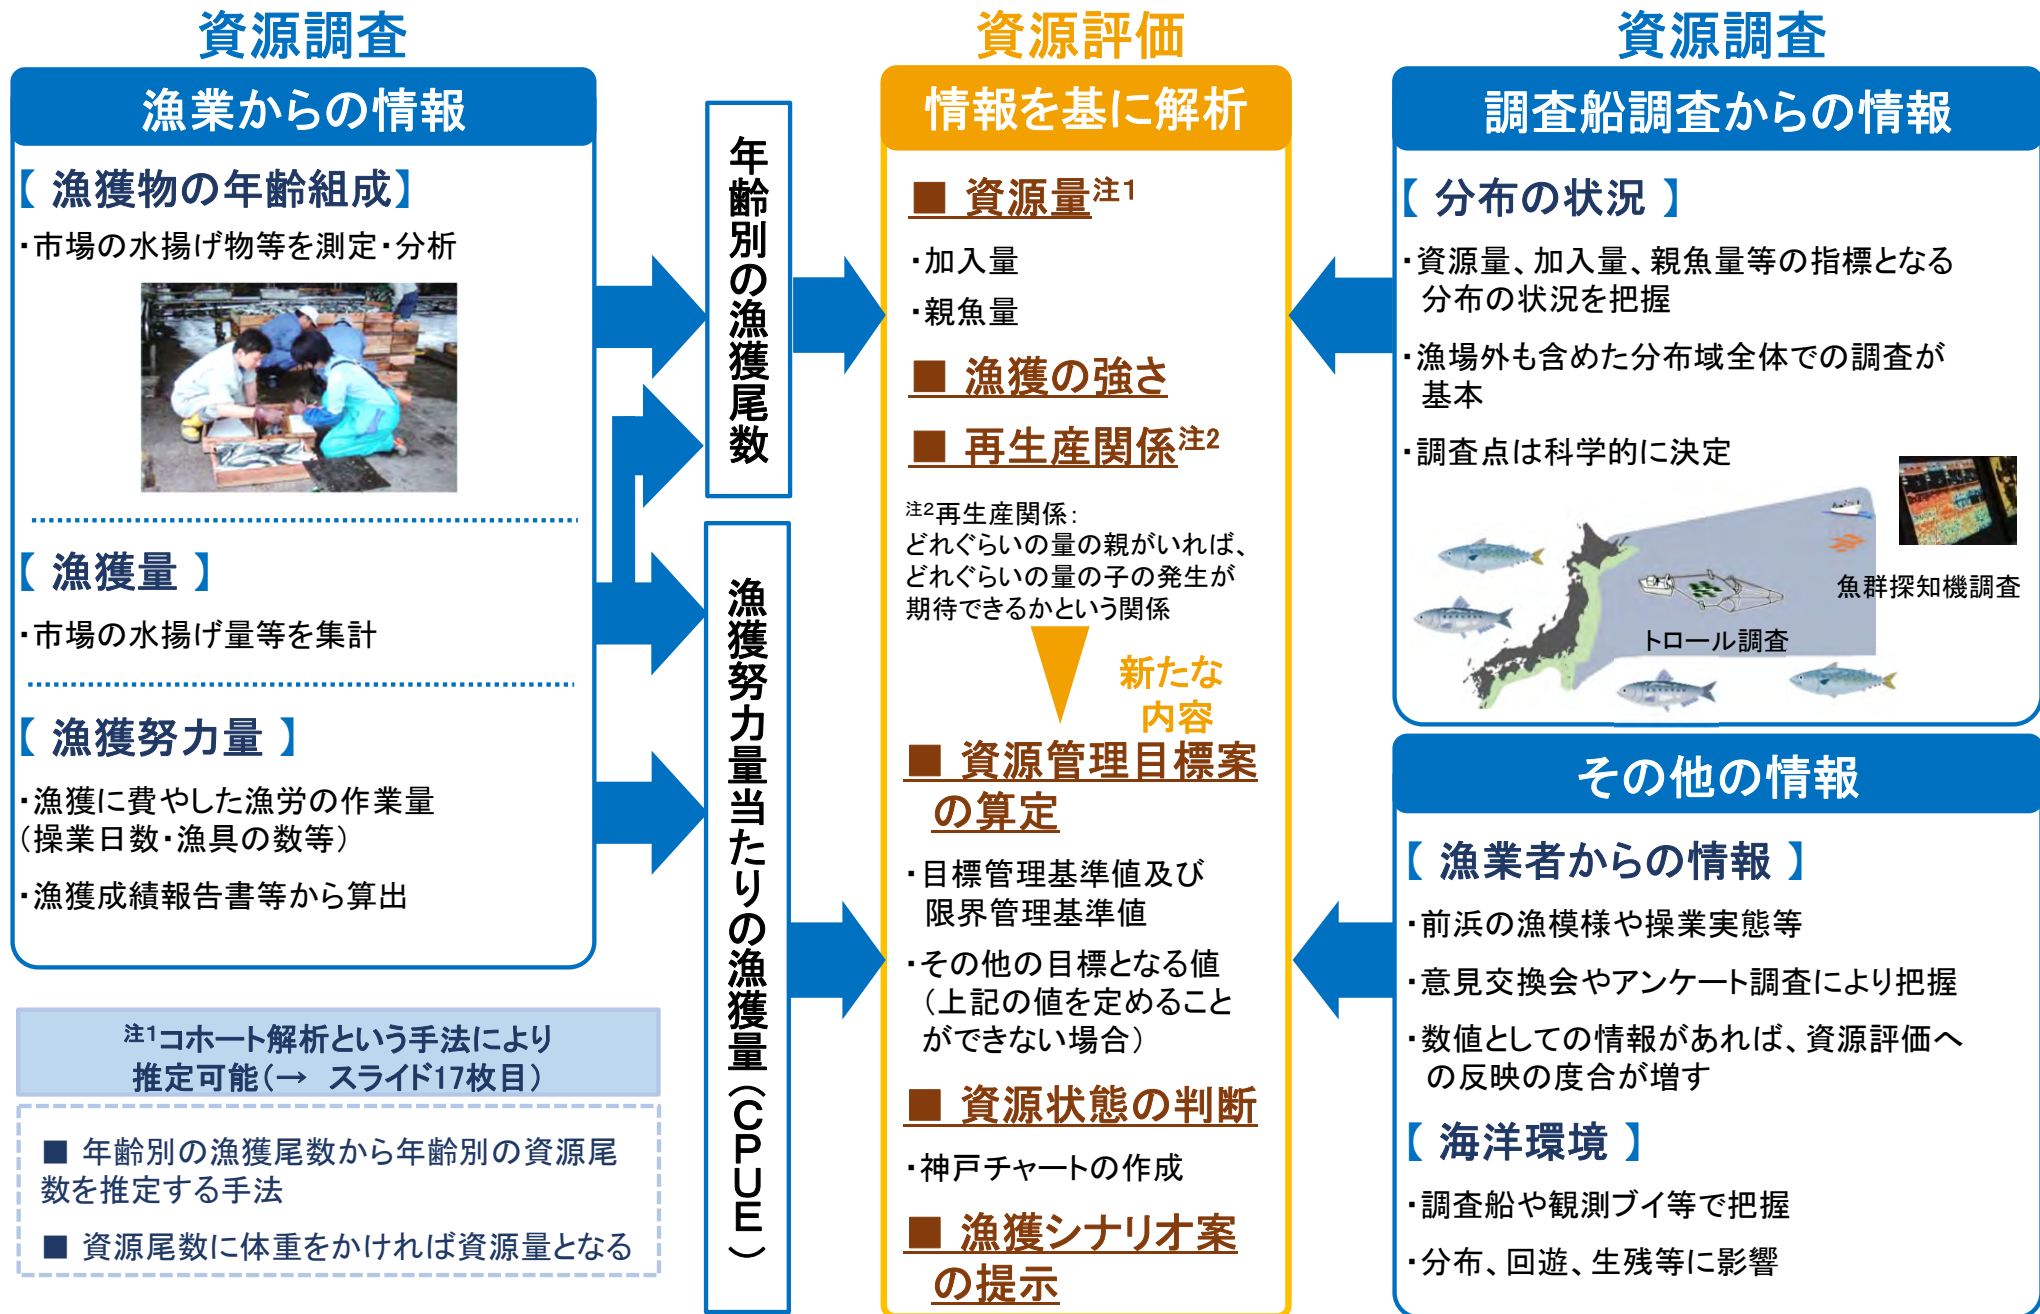 資源調査
漁業からの情報
【 漁獲物の年齢組成】
・市場の水揚げ物等を測定・分析
【 漁獲量 】
・市場の水揚げ量等を集計
【 漁獲努力量 】
・漁獲に費やした漁労の作業量
（操業日数・漁具の数等）
・漁獲成績報告書等から算出
注1コホート解析という手法により
推定可能（→ スライド17枚目）
■ 年齢別の漁獲尾数から年齢別の資源尾
数を推定する手法
■ 資源尾数に体重をかければ資源量となる
年齢別の漁獲尾数
漁獲努力量当たりの漁獲量（ＣＰＵＥ）
資源評価
情報を基に解析
■ 資源量注1
・加入量
・親魚量
■ 漁獲の強さ
■ 再生産関係注2
注2再生産関係：
どれぐらいの量の親がいれば、
どれぐらいの量の子の発生が
期待できるかという関係
新たな
内容
■ 資源管理目標案
の算定
・目標管理基準値及び
限界管理基準値
・その他の目標となる値
（上記の値を定めること
ができない場合）
■ 資源状態の判断
・神戸チャートの作成
■ 漁獲シナリオ案
の提示
資源調査
調査船調査からの情報
【 分布の状況 】
・資源量、加入量、親魚量等の指標となる
分布の状況を把握
・漁場外も含めた分布域全体での調査が
基本
・調査点は科学的に決定
魚群探知機調査
トロール調査
その他の情報
【 漁業者からの情報 】
・前浜の漁模様や操業実態等
・意見交換会やアンケート調査により把握
・数値としての情報があれば、資源評価へ
の反映の度合が増す
【 海洋環境 】
・調査船や観測ブイ等で把握
・分布、回遊、生残等に影響